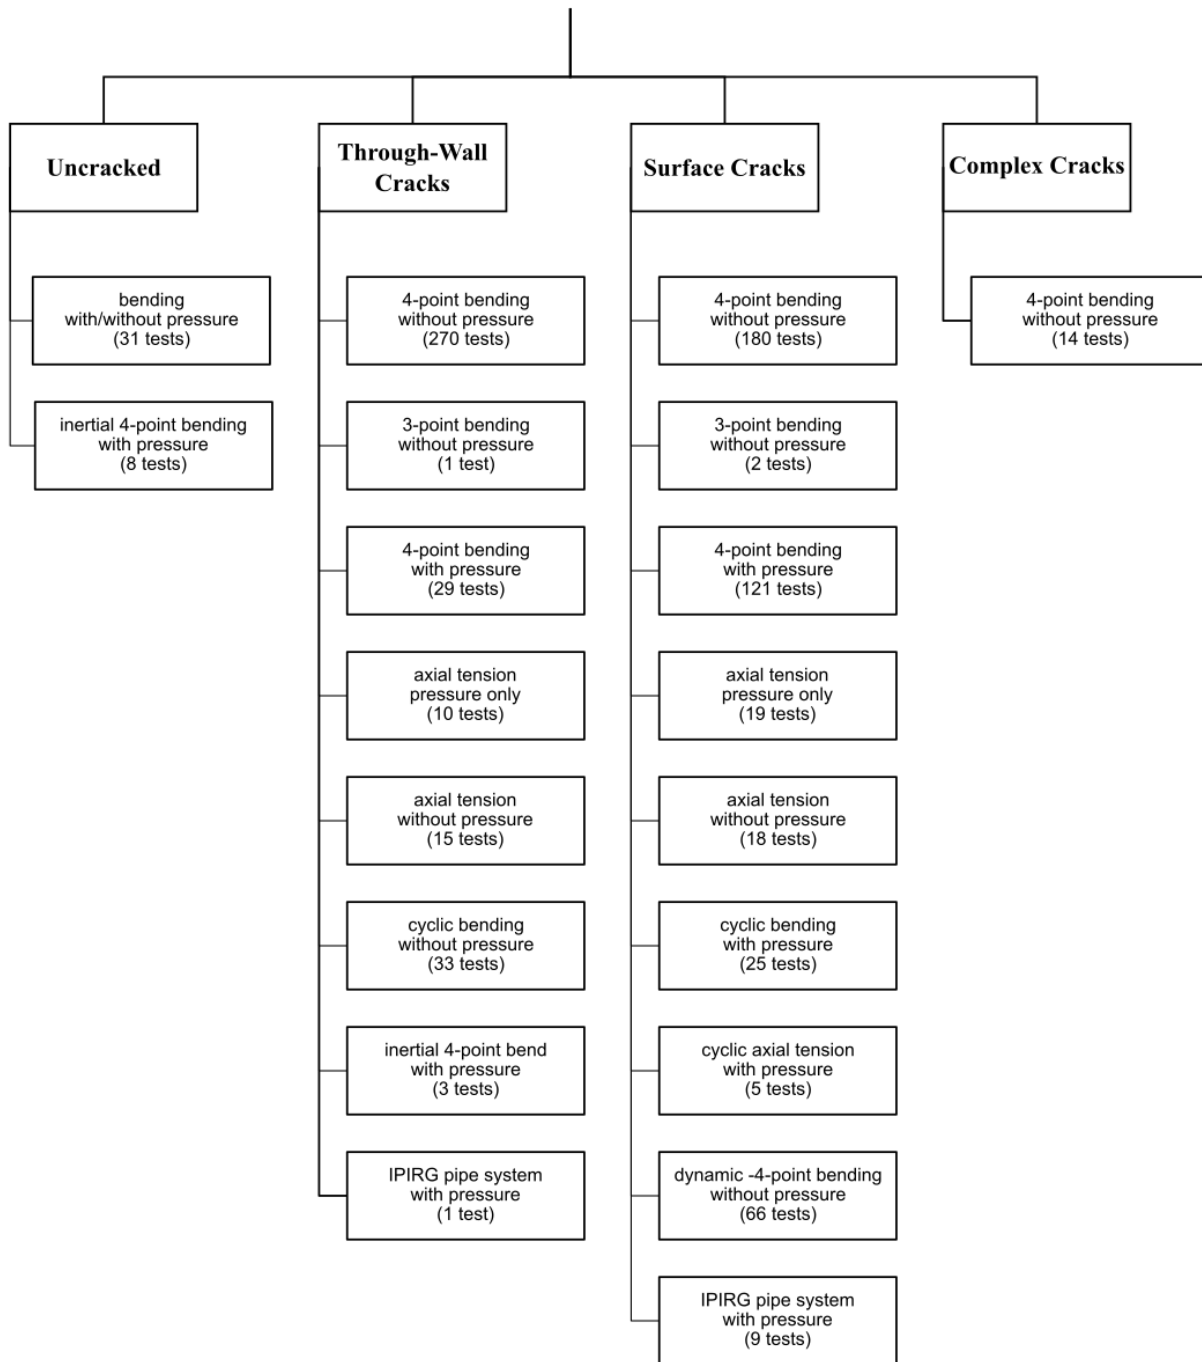 Uncracked
bending
with/without pressure
(31 tests)
inertial 4-point bending
with pressure
(8 tests)
Through-Wall
Cracks
4-point bending
without pressure
(270 tests)
3-point bending
without pressure
(1 test)
4-point bending
with pressure
(29 tests)
axial tension
pressure only
(10 tests)
axial tension
without pressure
(15 tests)
cyclic bending
without pressure
(33 tests)
inertial 4-point bend
with pressure
(3 tests)
IPIRG pipe system
with pressure
(1 test)
Surface Cracks
4-point bending
without pressure
(180 tests)
3-point bending
without pressure
(2 tests)
4-point bending
with pressure
(121 tests)
axial tension
pressure only
(19 tests)
axial tension
without pressure
(18 tests)
cyclic bending
with pressure
(25 tests)
cyclic axial tension
with pressure
(5 tests)
dynamic -4-point bending
without pressure
(66 tests)
IPIRG pipe system
with pressure
(9 tests)
Complex Cracks
4-point bending
without pressure
(14 tests)